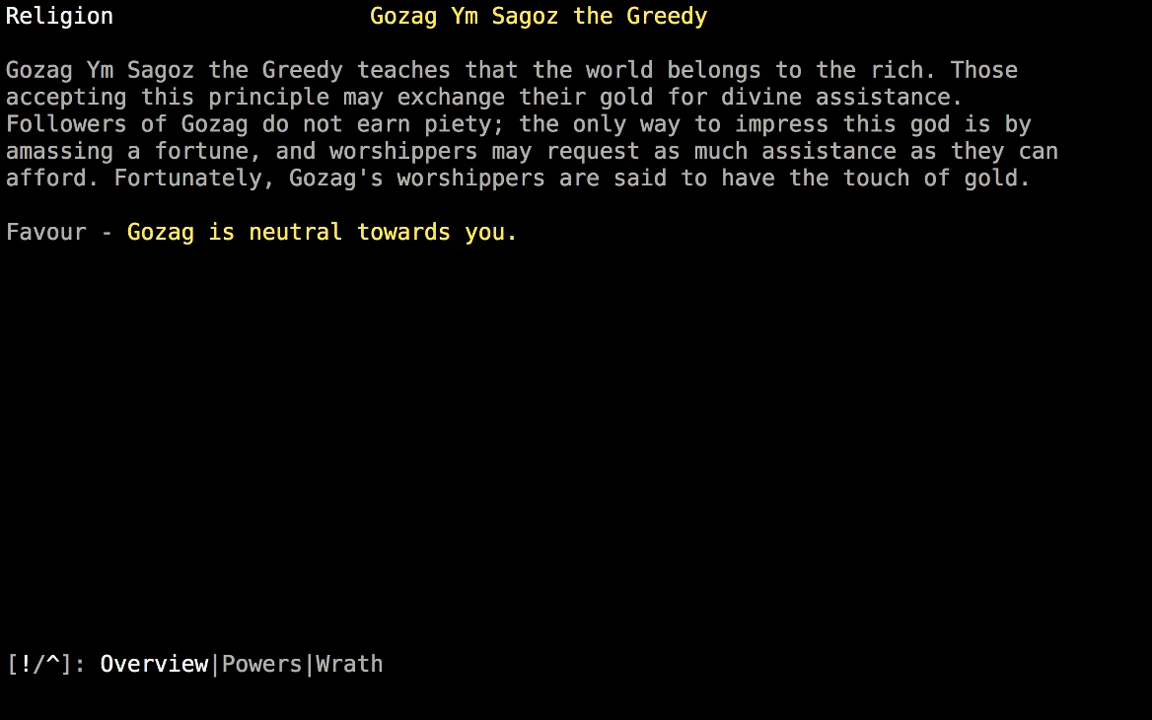 Religion Gozag Ym Sagoz the Greedy
Gozag Ym Sagoz the Greedy teaches that the world belongs to the rich. Those
accepting this principle may exchange their gold for divine assistance.
Followers of Gozag do not earn piety; the only way to impress this god is by
amassing a fortune, and worshippers may request as much assistance as they can
afford. Fortunately, Gozag's worshippers are said to have the touch of gold.
Favour - Gozag is neutral towards you.
[!/^]: Overview|Powers|Wrath